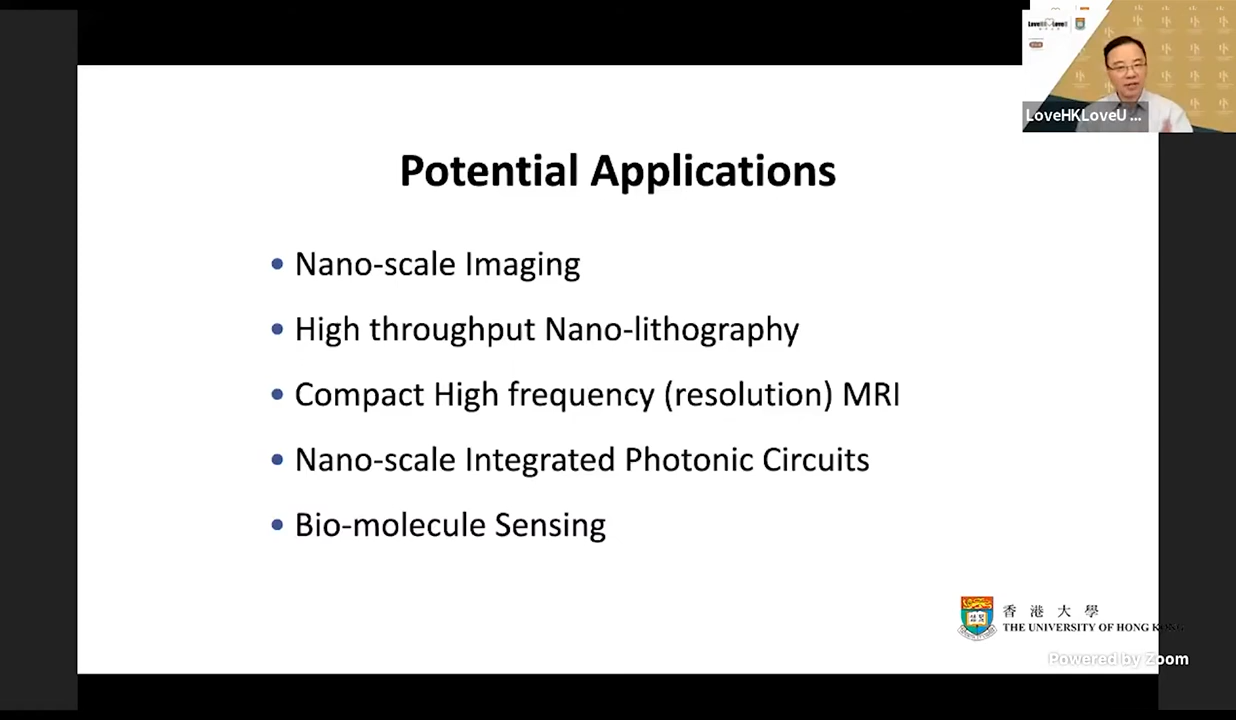 LoveHKLoveU ...
Potential Applications
• Nano-scale Imaging
• High throughput Nano-lithography
• Compact High frequency (resolution) MRI
• Nano-scale Integrated Photonic Circuits
• Bio-molecule Sensing
香港大學
THE UNIVERSITY OF HONG KONG
Powered by Zoom